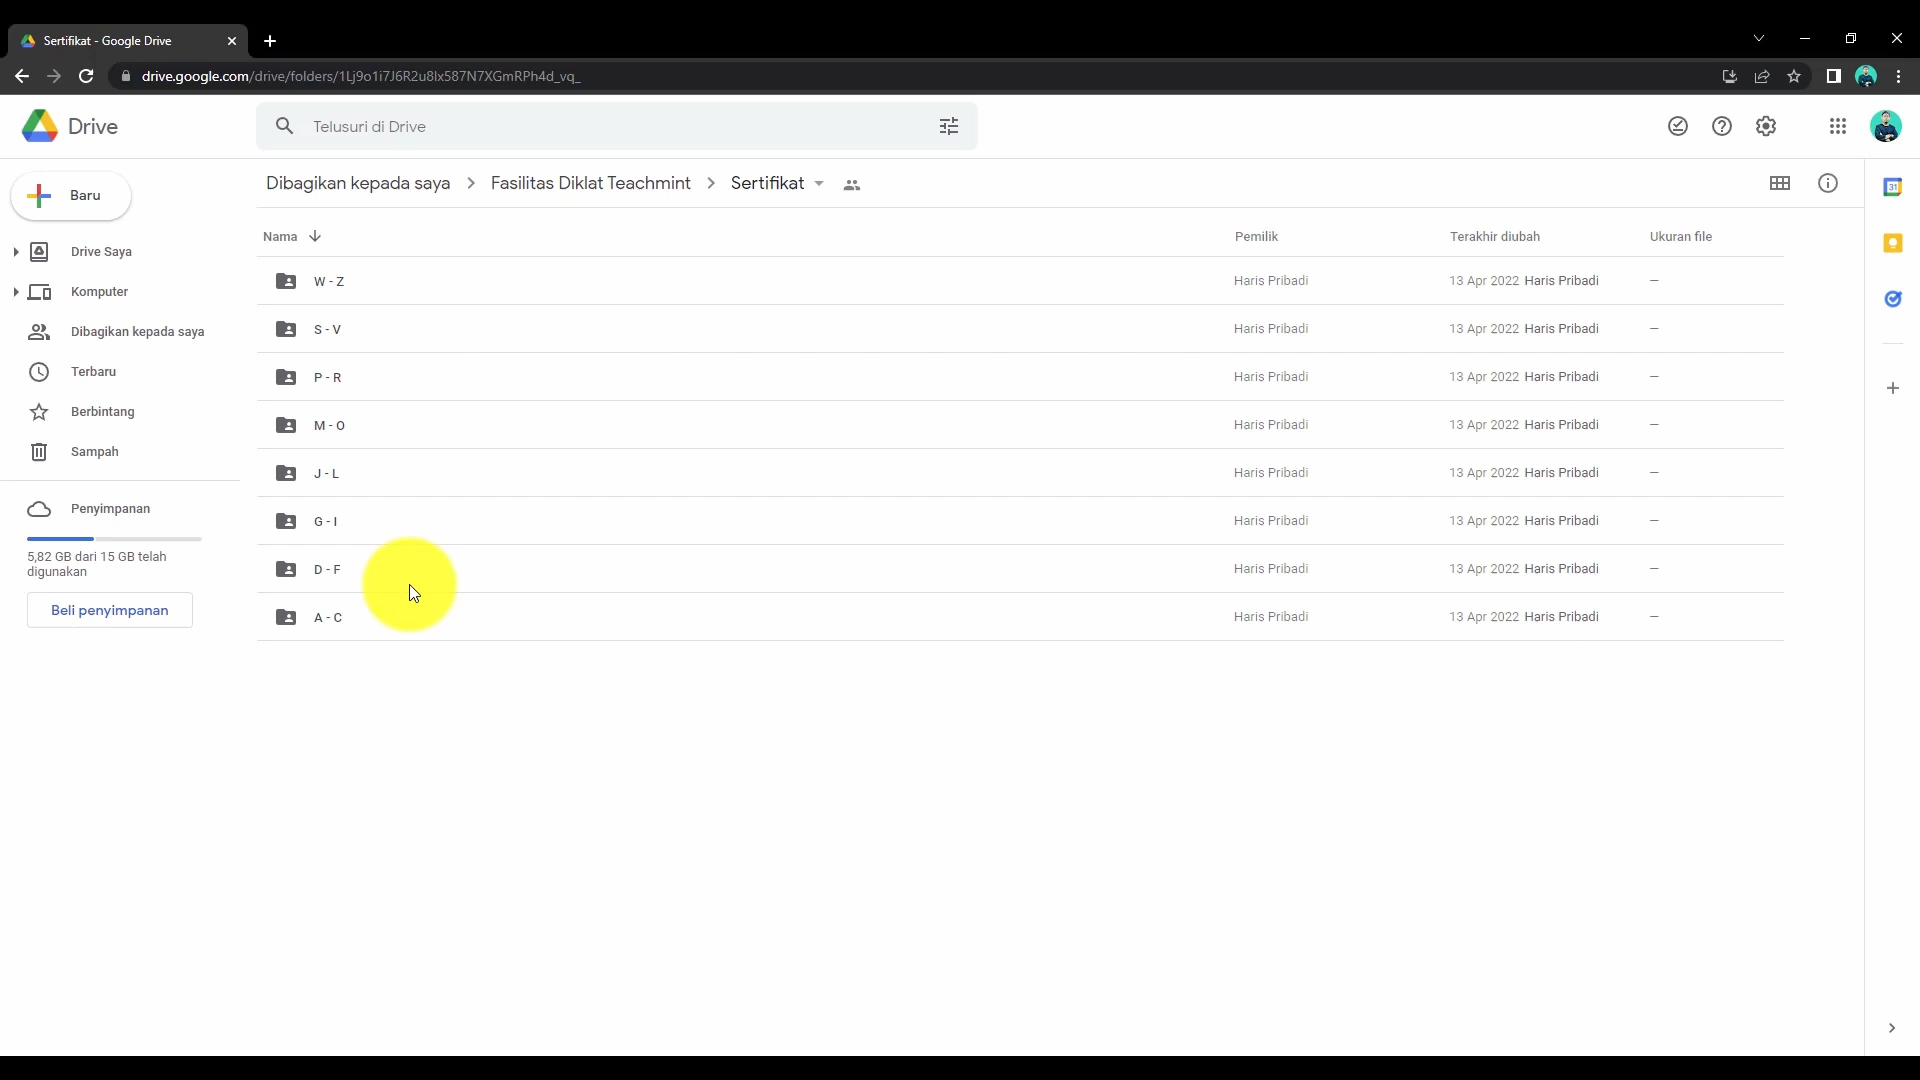 Sertifikat - Google Drive
drive.google.com/drive/folders/1Lj9o1i7J6R2u8lx587N7XGmRPh4d_vq_
Drive
Telusuri di Drive
Baru
Dibagikan kepada saya
Fasilitas Diklat Teachmint
Sertifikat
31
Nama
Pemilik
Terakhir diubah
Ukuran file
Drive Saya
Komputer
Dibagikan kepada saya
Terbaru
Berbintang
Sampah
Penyimpanan
5,82 GB dari 15 GB telah
digunakan
Beli penyimpanan
W - Z Haris Pribadi 13 Apr 2022 Haris Pribadi —
S - V Haris Pribadi 13 Apr 2022 Haris Pribadi —
P - R Haris Pribadi 13 Apr 2022 Haris Pribadi —
M - O Haris Pribadi 13 Apr 2022 Haris Pribadi —
J - L Haris Pribadi 13 Apr 2022 Haris Pribadi —
G - I Haris Pribadi 13 Apr 2022 Haris Pribadi —
D - F Haris Pribadi 13 Apr 2022 Haris Pribadi —
A - C Haris Pribadi 13 Apr 2022 Haris Pribadi —